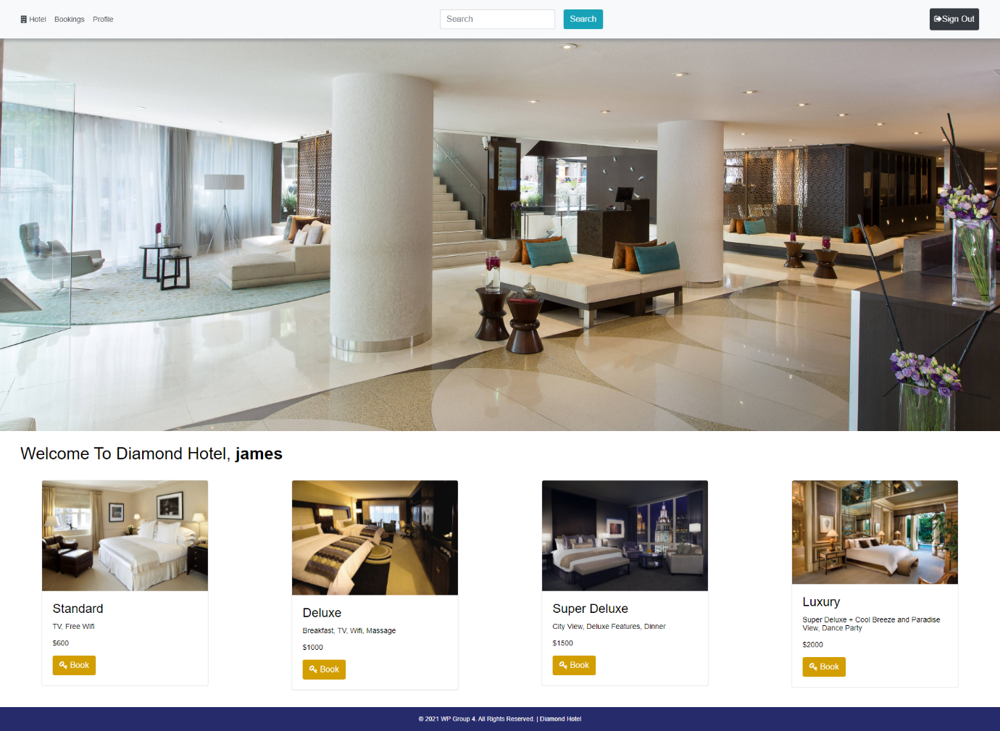 Hotel Bookings Profile Search Search Sign Out
Welcome To Diamond Hotel, james
Standard
TV, Free Wifi
$600
Book
Deluxe
Breakfast, TV, Wifi, Massage
$1000
Book
Super Deluxe
City View, Deluxe Features, Dinner
$1500
Book
Luxury
Super Deluxe + Cool Breeze and Paradise
View, Dance Party
$2000
Book
© 2021 WP Group 4. All Rights Reserved. | Diamond Hotel